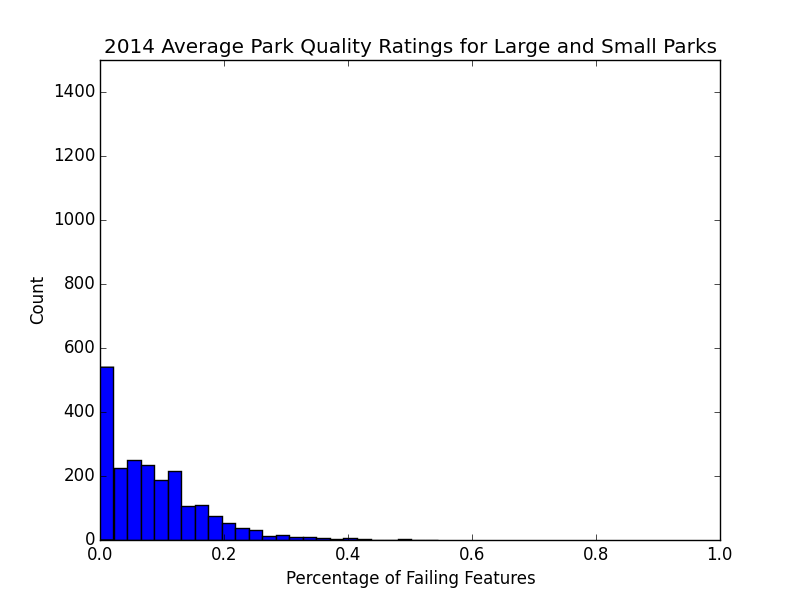 2014 Average Park Quality Ratings for Large and Small Parks
1400
1200
1000
800
600
400
200
0
Count
0.0 0.2 0.4 0.6 0.8 1.0
Percentage of Failing Features